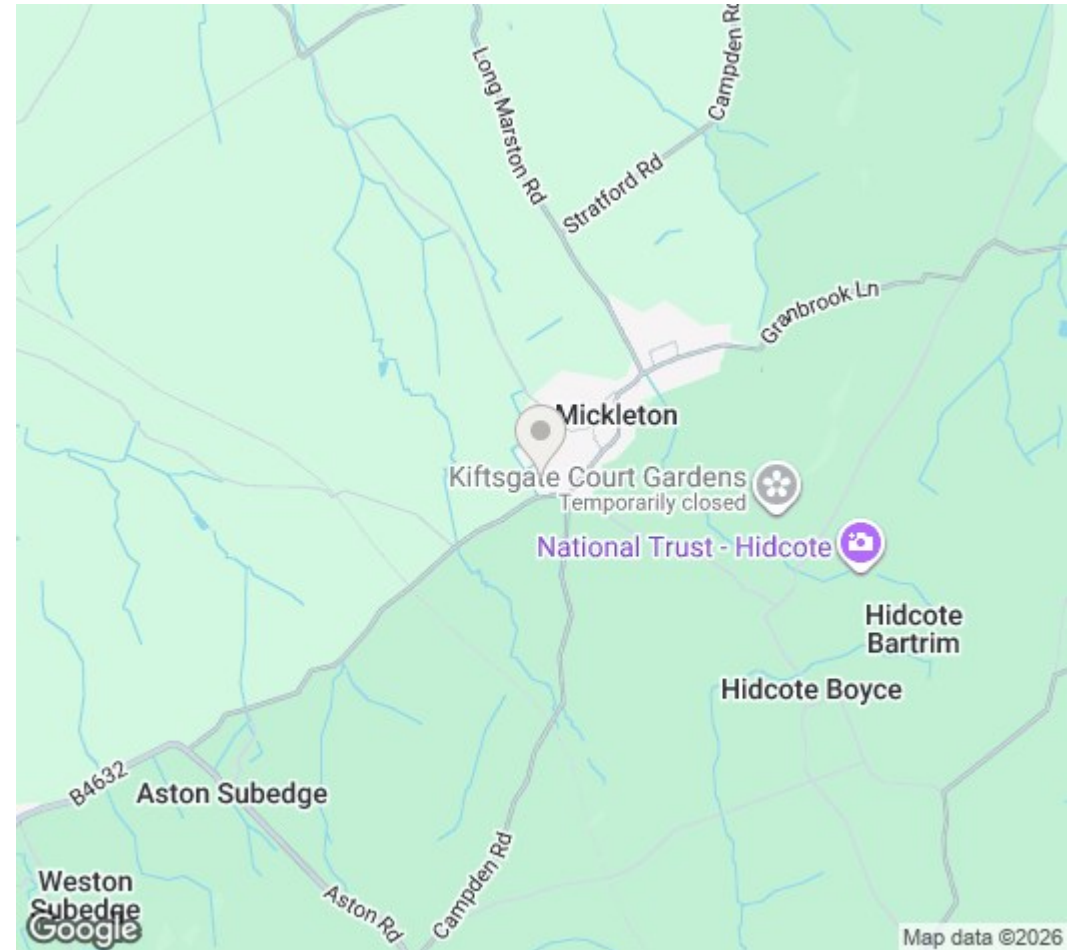 Campden Rd
Long Marston Rd
Stratford Rd
Granbrook Ln
Mickleton
Kiftsgate Court Gardens
Temporarily closed
National Trust - Hidcote
Hidcote
Bartrim
Hidcote Boyce
B4632
Aston Subedge
Weston
Subedge
Aston Rd
Campden Rd
Google
Map data ©2026